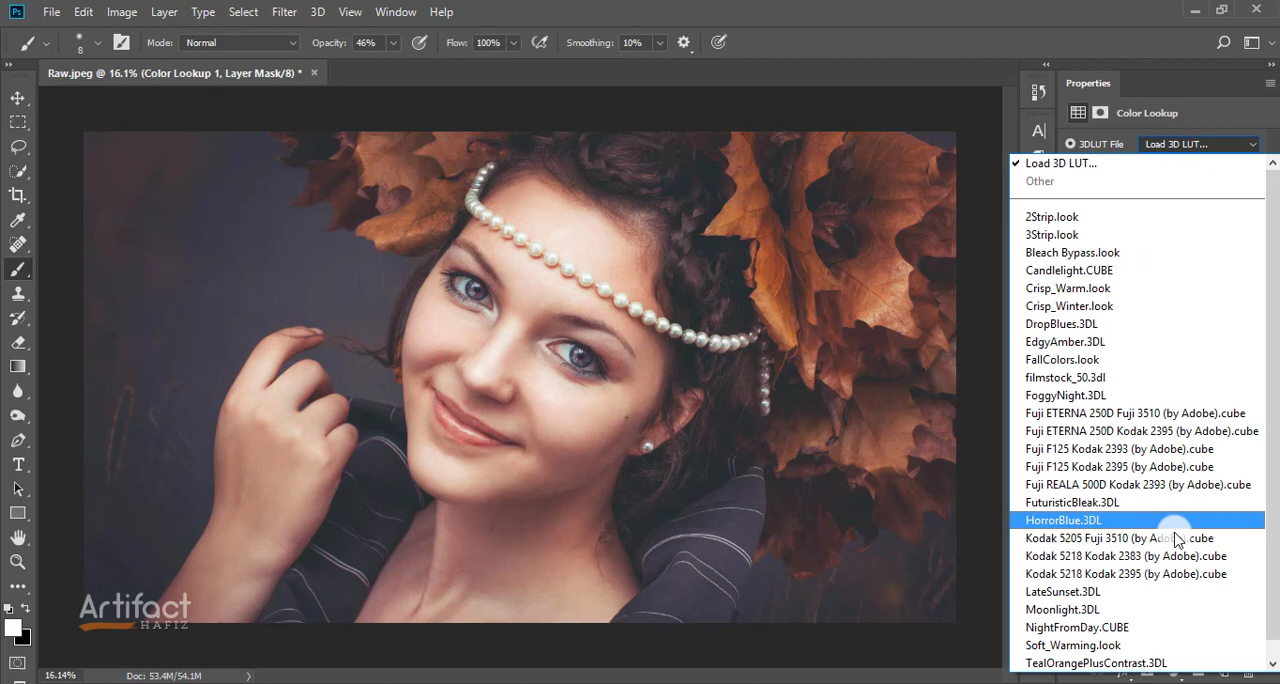 Ps File Edit Image Layer Type Select Filter 3D View Window Help
8 Mode: Normal Opacity: 46% Flow: 100% Smoothing: 10%
Raw.jpeg @ 16.1% (Color Lookup 1, Layer Mask/8) * ×
Properties
Color Lookup
3DLUT File Load 3D LUT...
Load 3D LUT...
Other
2Strip.look
3Strip.look
Bleach Bypass.look
Candlelight.CUBE
Crisp_Warm.look
Crisp_Winter.look
DropBlues.3DL
EdgyAmber.3DL
FallColors.look
filmstock_50.3dl
FoggyNight.3DL
Fuji ETERNA 250D Fuji 3510 (by Adobe).cube
Fuji ETERNA 250D Kodak 2395 (by Adobe).cube
Fuji F125 Kodak 2393 (by Adobe).cube
Fuji F125 Kodak 2395 (by Adobe).cube
Fuji REALA 500D Kodak 2393 (by Adobe).cube
FuturisticBleak.3DL
HorrorBlue.3DL
Kodak 5205 Fuji 3510 (by Adobe).cube
Kodak 5218 Kodak 2383 (by Adobe).cube
Kodak 5218 Kodak 2395 (by Adobe).cube
LateSunset.3DL
Moonlight.3DL
NightFromDay.CUBE
Soft_Warming.look
TealOrangePlusContrast.3DL
Artifact
HAFIZ
16.14% Doc: 53.4M/54.1M